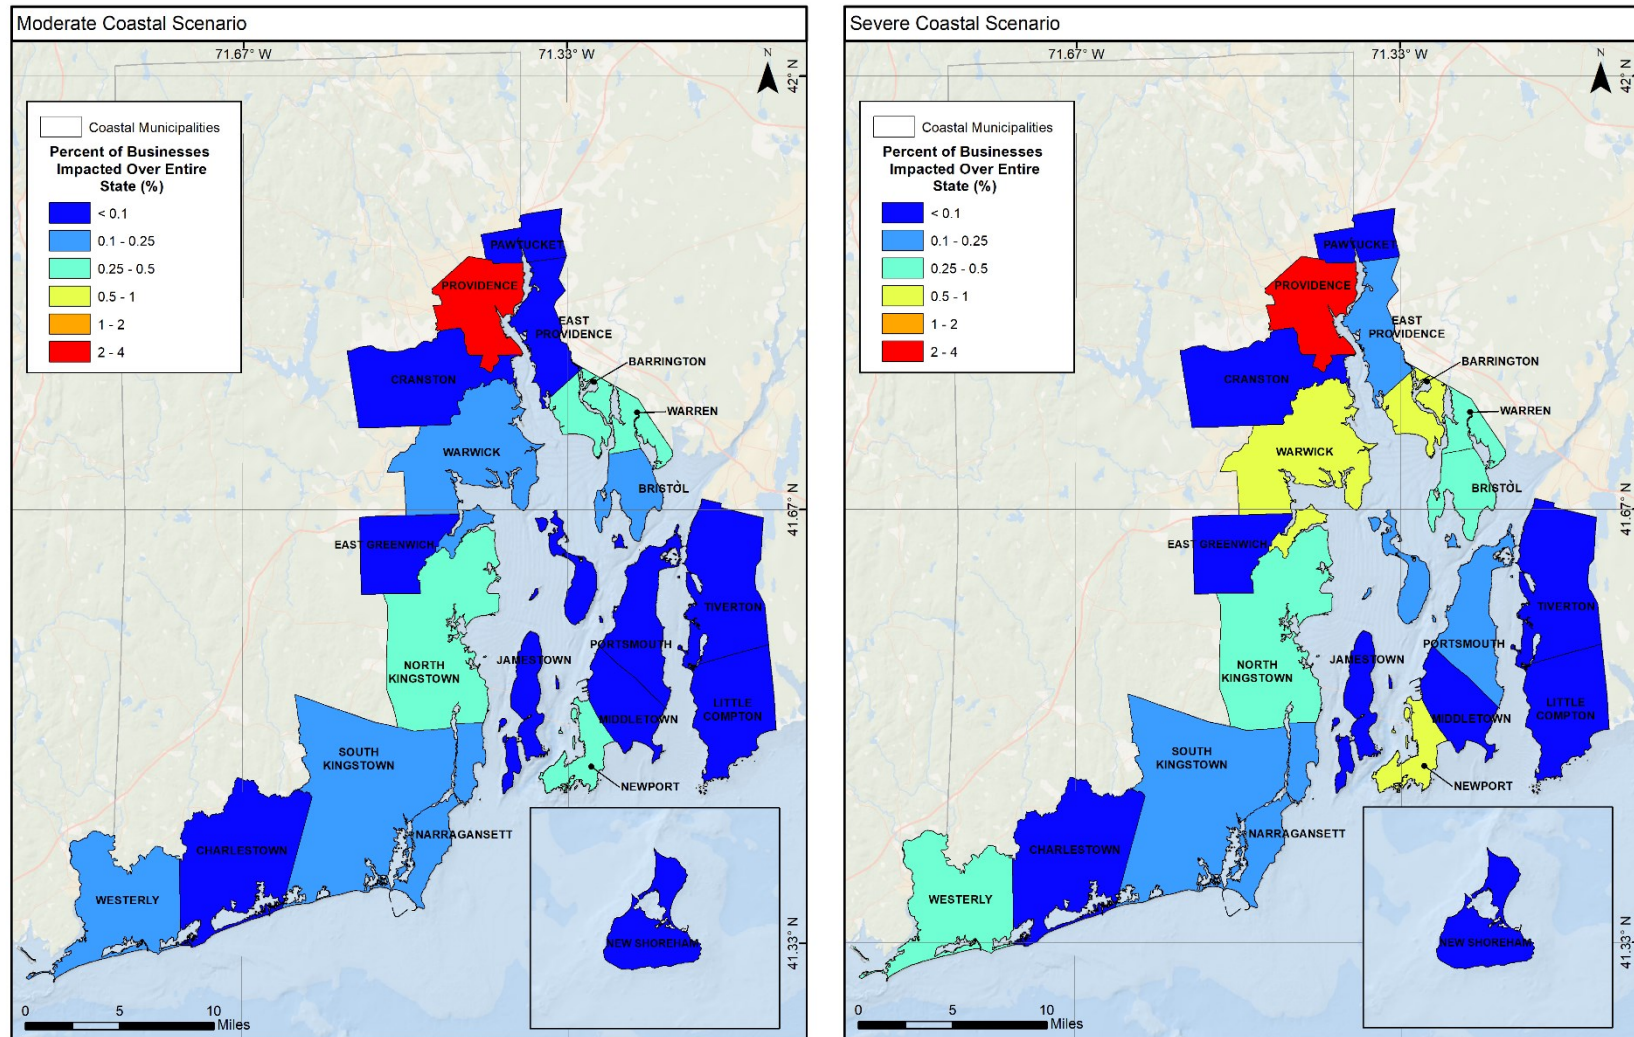 Moderate Coastal Scenario
71.67° W
71.33° W
N
42° N
Coastal Municipalities
Percent of Businesses
Impacted Over Entire
State (%)
< 0.1
0.1 - 0.25
0.25 - 0.5
0.5 - 1
1 - 2
2 - 4
PAWTUCKET
PROVIDENCE
EAST
PROVIDENCE
BARRINGTON
CRANSTON
WARREN
WARWICK
BRISTOL
41.67° N
EAST GREENWICH
TIVERTON
PORTSMOUTH
JAMESTOWN
NORTH
KINGSTOWN
LITTLE
COMPTON
MIDDLETOWN
SOUTH
KINGSTOWN
NEWPORT
NARRAGANSETT
CHARLESTOWN
WESTERLY
NEW SHOREHAM
41.33° N
0 5 10
Miles
Severe Coastal Scenario
71.67° W
71.33° W
N
42° N
Coastal Municipalities
Percent of Businesses
Impacted Over Entire
State (%)
< 0.1
0.1 - 0.25
0.25 - 0.5
0.5 - 1
1 - 2
2 - 4
PAWTUCKET
PROVIDENCE
EAST
PROVIDENCE
BARRINGTON
CRANSTON
WARREN
WARWICK
BRISTOL
41.67° N
EAST GREENWICH
TIVERTON
PORTSMOUTH
JAMESTOWN
NORTH
KINGSTOWN
LITTLE
COMPTON
MIDDLETOWN
SOUTH
KINGSTOWN
NEWPORT
NARRAGANSETT
CHARLESTOWN
WESTERLY
NEW SHOREHAM
41.33° N
0 5 10
Miles